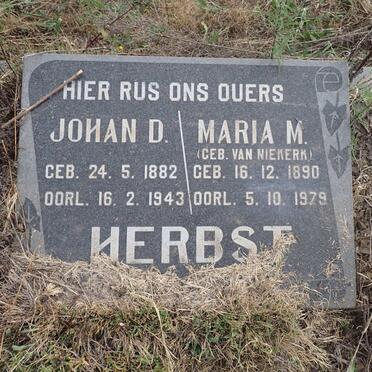 HIER RUS ONS OUERS
JOHAN D.
GEB. 24. 5. 1882
OORL. 16. 2. 1943
MARIA M.
(GEB. VAN NIEKERK)
GEB. 16. 12. 1890
OORL. 5. 10. 1979
HERBST